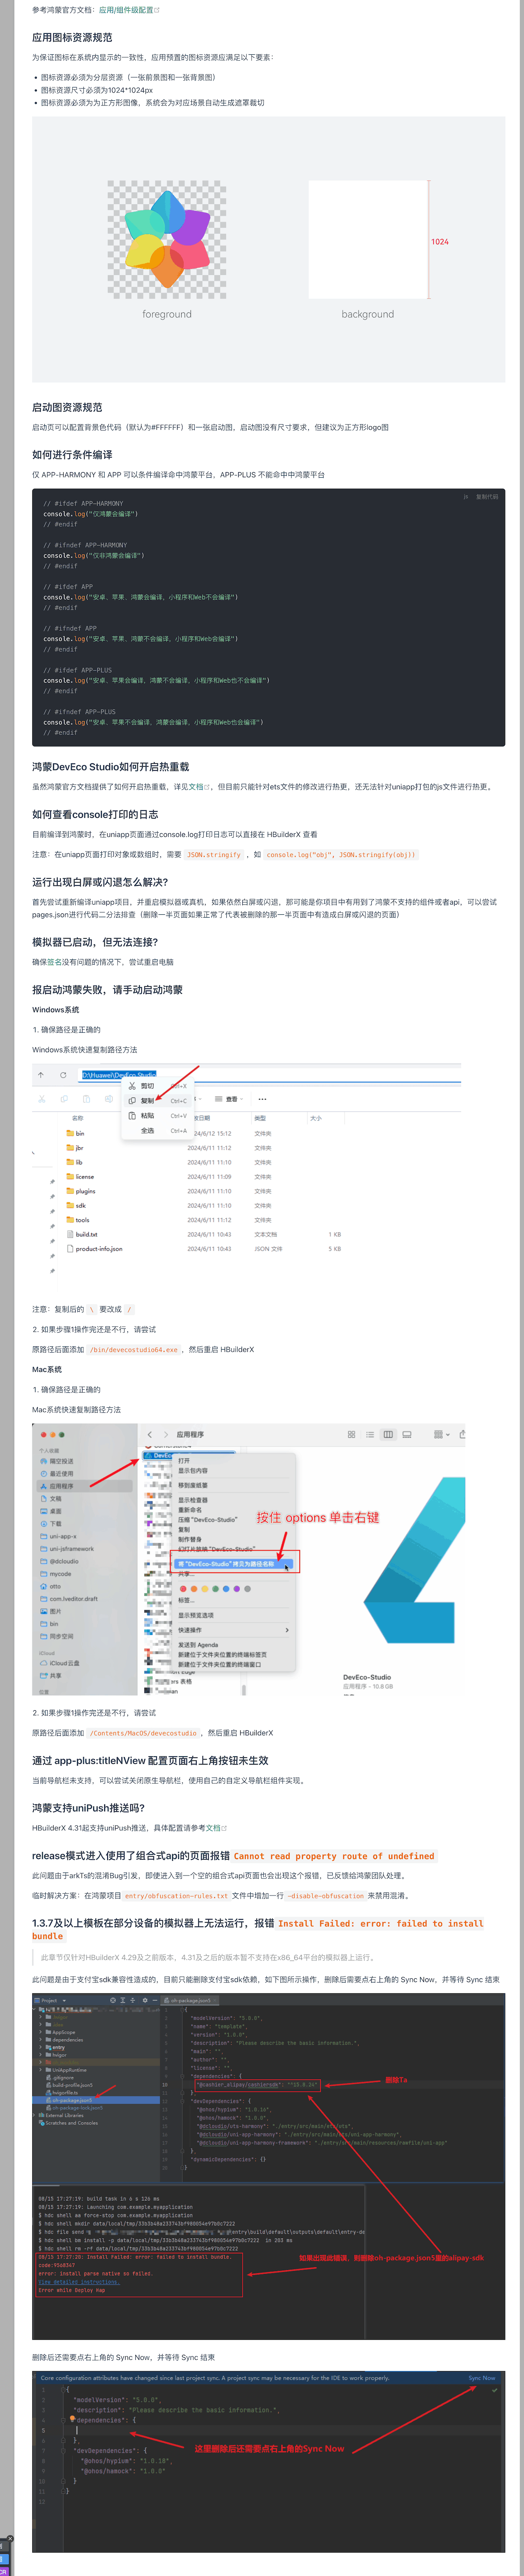 参考鸿蒙官方文档：应用/组件级配置
应用图标资源规范
为保证图标在系统内显示的一致性，应用预置的图标资源应满足以下要素：
图标资源必须为分层资源（一张前景图和一张背景图）
图标资源尺寸必须为1024*1024px
图标资源必须为为正方形图像，系统会为对应场景自动生成遮罩裁切
1024
foreground
background
启动图资源规范
启动页可以配置背景色代码（默认为#FFFFFF）和一张启动图，启动图没有尺寸要求，但建议为正方形logo图
如何进行条件编译
仅 APP-HARMONY 和 APP 可以条件编译命中鸿蒙平台，APP-PLUS 不能命中中鸿蒙平台
js 复制代码
// #ifdef APP-HARMONY
console.log("仅鸿蒙会编译")
// #endif
// #ifndef APP-HARMONY
console.log("仅非鸿蒙会编译")
// #endif
// #ifdef APP
console.log("安卓、苹果、鸿蒙会编译，小程序和Web不会编译")
// #endif
// #ifndef APP
console.log("安卓、苹果、鸿蒙不会编译，小程序和Web会编译")
// #endif
// #ifdef APP-PLUS
console.log("安卓、苹果会编译，鸿蒙不会编译，小程序和Web也不会编译")
// #endif
// #ifndef APP-PLUS
console.log("安卓、苹果不会编译，鸿蒙会编译，小程序和Web也会编译")
// #endif
鸿蒙DevEco Studio如何开启热重载
虽然鸿蒙官方文档提供了如何开启热重载，详见文档，但目前只能针对ets文件的修改进行热更，还无法针对uniapp打包的js文件进行热更。
如何查看console打印的日志
目前编译到鸿蒙时，在uniapp页面通过console.log打印日志可以直接在 HBuilderX 查看
注意：在uniapp页面打印对象或数组时，需要 JSON.stringify ，如 console.log("obj", JSON.stringify(obj))
运行出现白屏或闪退怎么解决?
首先尝试重新编译uniapp项目，并重启模拟器或真机，如果依然白屏或闪退，那可能是你项目中有用到了鸿蒙不支持的组件或者api，可以尝试
pages.json进行代码二分法排查（删除一半页面如果正常了代表被删除的那一半页面中有造成白屏或闪退的页面）
模拟器已启动，但无法连接?
确保签名没有问题的情况下，尝试重启电脑
报启动鸿蒙失败，请手动启动鸿蒙
Windows系统
1. 确保路径是正确的
Windows系统快速复制路径方法
D:\Huawei\DevEco Studio
剪切 Ctrl+X
复制 Ctrl+C
查看
粘贴 Ctrl+V
全选 Ctrl+A
名称 类型 大小
bin 2024/6/12 15:12 文件夹
jbr 2024/6/11 11:12 文件夹
lib 2024/6/11 11:10 文件夹
license 2024/6/11 11:09 文件夹
plugins 2024/6/11 11:10 文件夹
sdk 2024/6/11 11:10 文件夹
tools 2024/6/11 11:12 文件夹
build.txt 2024/6/11 10:43 文本文档 1 KB
product-info.json 2024/6/11 10:43 JSON 文件 5 KB
注意：复制后的 \ 要改成 /
2. 如果步骤1操作完还是不行，请尝试
原路径后面添加 /bin/devecostudio64.exe，然后重启 HBuilderX
Mac系统
1. 确保路径是正确的
Mac系统快速复制路径方法
应用程序
个人收藏
隔空投送
最近使用
应用程序
文稿
桌面
下载
uni-app-x
uni-jsframework
@dcloudio
mycode
otto
com.lveditor.draft
图片
bin
同步空间
iCloud
iCloud云盘
共享
打开
显示包内容
移到废纸篓
显示检查器
重新命名
压缩“DevEco-Studio”
复制
制作替身
幻灯片放映“DevEco-Studio”
将“DevEco-Studio”拷贝为路径名称
共享...
标签...
显示预览选项
快速操作
发送到 Agenda
新建位于文件夹位置的终端标签页
新建位于文件夹位置的终端窗口
按住 options 单击右键
DevEco-Studio
应用程序 - 10.8 GB
2. 如果步骤1操作完还是不行，请尝试
原路径后面添加 /Contents/MacOS/devecostudio，然后重启 HBuilderX
通过 app-plus:titleNView 配置页面右上角按钮未生效
当前导航栏未支持，可以尝试关闭原生导航栏，使用自己的自定义导航栏组件实现。
鸿蒙支持uniPush推送吗?
HBuilderX 4.31起支持uniPush推送，具体配置请参考文档
release模式进入使用了组合式api的页面报错 Cannot read property route of undefined
此问题由于arkTs的混淆Bug引发，即使进入到一个空的组合式api页面也会出现这个报错，已反馈给鸿蒙团队处理。
临时解决方案：在鸿蒙项目 entry/obfuscation-rules.txt 文件中增加一行 -disable-obfuscation 来禁用混淆。
1.3.7及以上模板在部分设备的模拟器上无法运行，报错 Install Failed: error: failed to install
bundle
此章节仅针对HBuilderX 4.29及之前版本，4.31及之后的版本暂不支持在x86_64平台的模拟器上运行。
此问题是由于支付宝sdk兼容性造成的，目前只能删除支付宝sdk依赖，如下图所示操作，删除后需要点右上角的 Sync Now，并等待 Sync 结束
Project
oh-package.json5
AppScope
dependencies
entry
hvigor
UniAppRuntime
.gitignore
build-profile.json5
hvigorfile.ts
oh-package.json5
oh-package-lock.json5
External Libraries
Scratches and Consoles
{
"modelVersion": "5.0.0",
"name": "template",
"version": "1.0.0",
"description": "Please describe the basic information.",
"main": "",
"author": "",
"license": "",
"dependencies": {
"@cashier_alipay/cashiersdk": "^15.8.26"
},
"devDependencies": {
"@ohos/hypium": "1.0.18",
"@ohos/hamock": "1.0.0",
"dynamicDependencies": {}
}
删除Ta
08/15 17:27:19: build task in 6 s 126 ms
08/15 17:27:19: Launching com.example.myapplication
$ hdc shell aa force-stop com.example.myapplication
$ hdc shell mkdir data/local/tmp/33b3b48a233743bf980054e97b0c7222
$ hdc file send
$ hdc shell bm install -p data/local/tmp/33b3b48a233743bf980054e97b0c7222 in 203 ms
$ hdc shell rm -rf data/local/tmp/33b3b48a233743bf980054e97b0c7222
08/15 17:27:20: Install Failed: error: failed to install bundle.
code:9568347
error: install parse native so failed.
View detailed instructions.
Error while Deploy Hap
如果出现此错误，则删除oh-package.json5里的alipay-sdk
删除后还需要点右上角的 Sync Now，并等待 Sync 结束
Core configuration attributes have changed since last project sync. A project sync may be necessary for the IDE to work properly. Sync Now
1 {
2 "modelVersion": "5.0.0",
3 "description": "Please describe the basic information.",
4 "dependencies": {
5
6 },
7 "devDependencies": {
8 "@ohos/hypium": "1.0.18",
9 "@ohos/hamock": "1.0.0"
10 }
11 }
12
这里删除后还需要点右上角的Sync Now